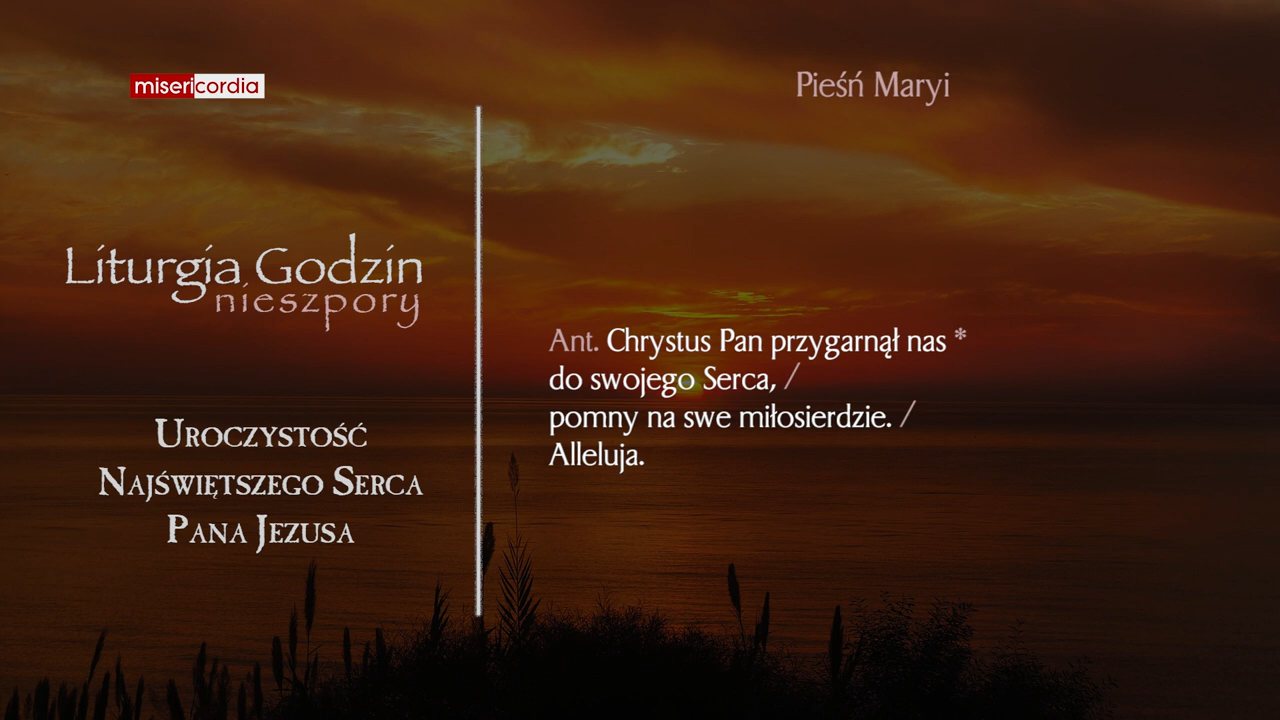 misericordia
Liturgia Godzin
nieszpory
Uroczystość
Najświętszego Serca
Pana Jezusa
Pieśń Maryi
Ant. Chrystus Pan przygarnął nas *
do swojego Serca, /
pomny na swe miłosierdzie. /
Alleluja.